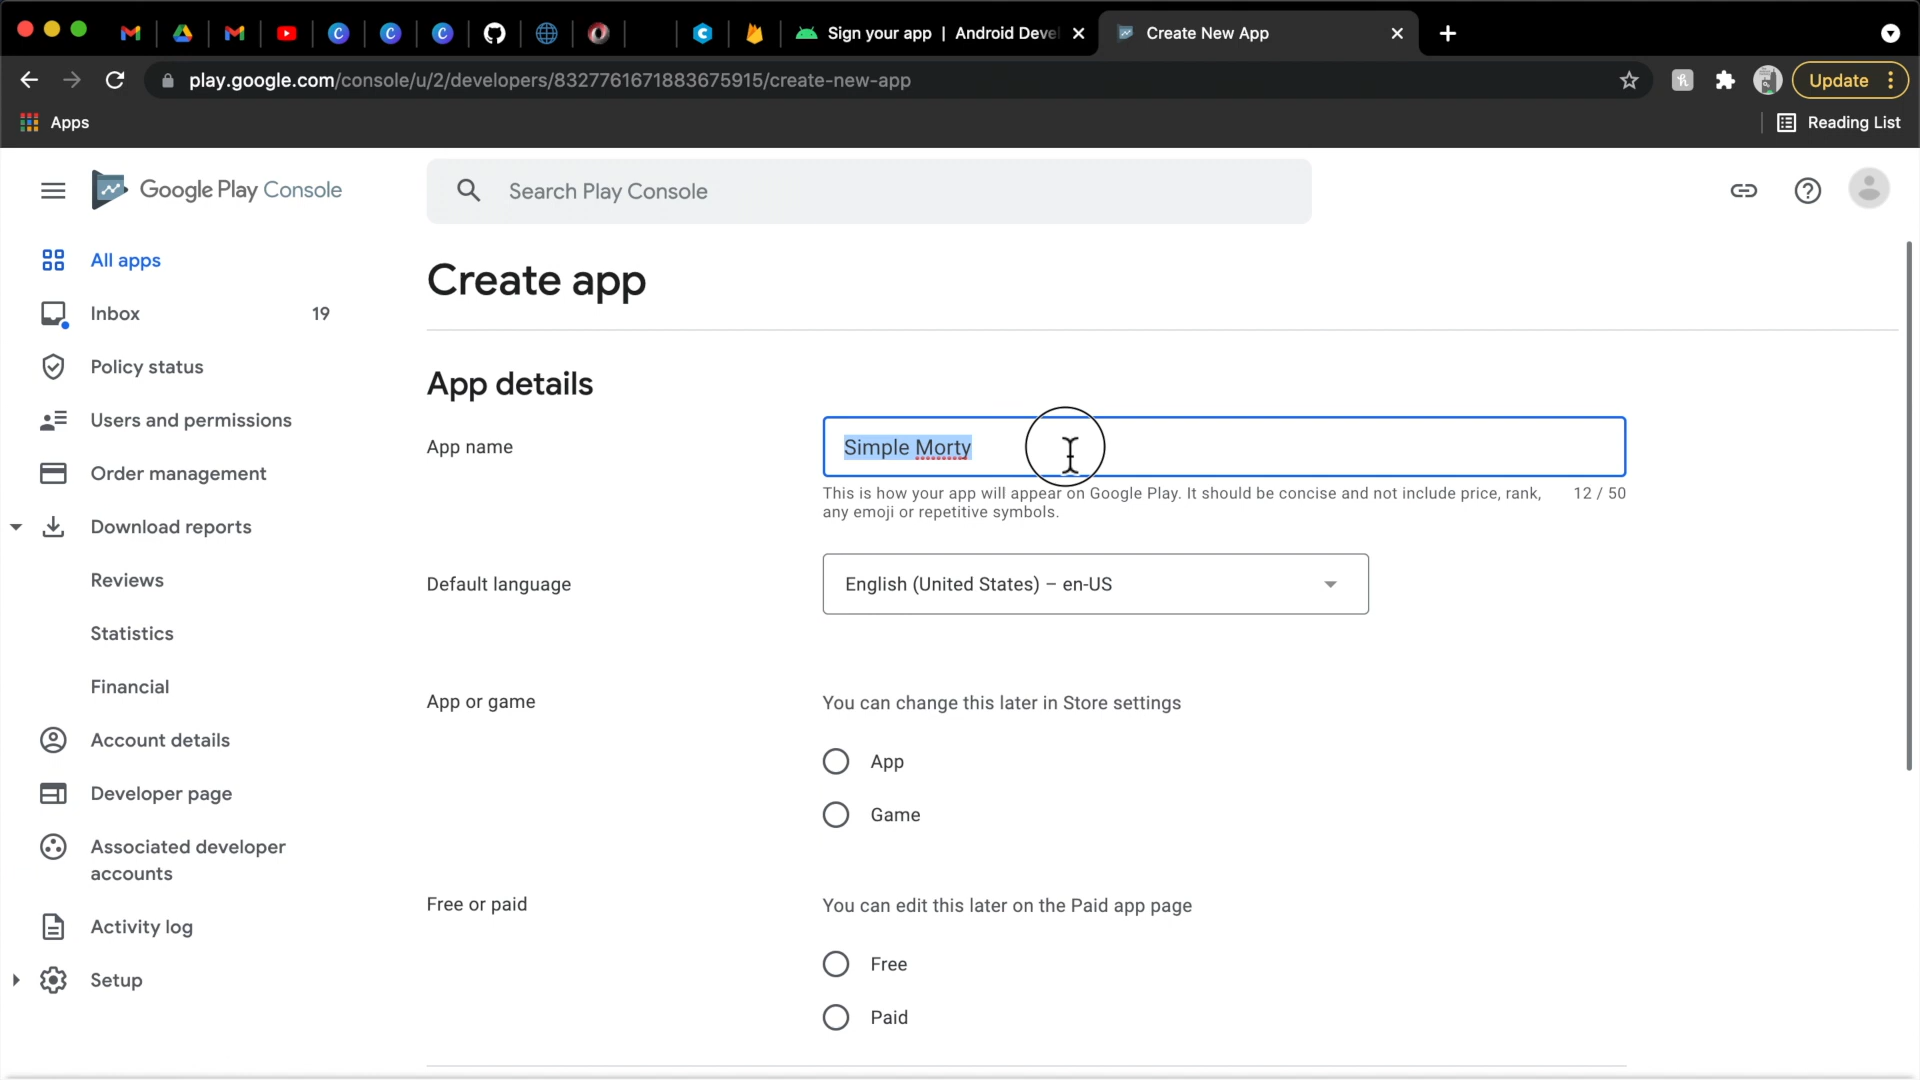 Sign your app | Android Deve
Create New App
play.google.com/console/u/2/developers/8327761671883675915/create-new-app
Update
Apps
Reading List
Google Play Console
Search Play Console
All apps
Inbox 19
Policy status
Users and permissions
Order management
Download reports
Reviews
Statistics
Financial
Account details
Developer page
Associated developer
accounts
Activity log
Setup
Create app
App details
App name
Simple Morty
This is how your app will appear on Google Play. It should be concise and not include price, rank, 12 / 50
any emoji or repetitive symbols.
Default language
English (United States) – en-US
App or game
You can change this later in Store settings
App
Game
Free or paid
You can edit this later on the Paid app page
Free
Paid